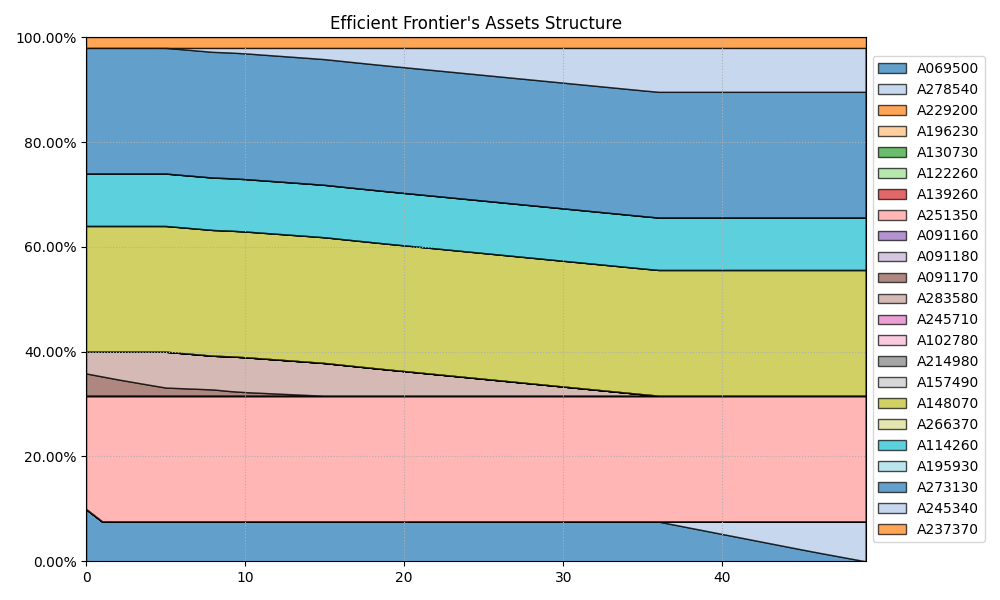 Efficient Frontier's Assets Structure
100.00%
80.00%
60.00%
40.00%
20.00%
0.00%
0
10
20
30
40
A069500
A278540
A229200
A196230
A130730
A122260
A139260
A251350
A091160
A091180
A091170
A283580
A245710
A102780
A214980
A157490
A148070
A266370
A114260
A195930
A273130
A245340
A237370